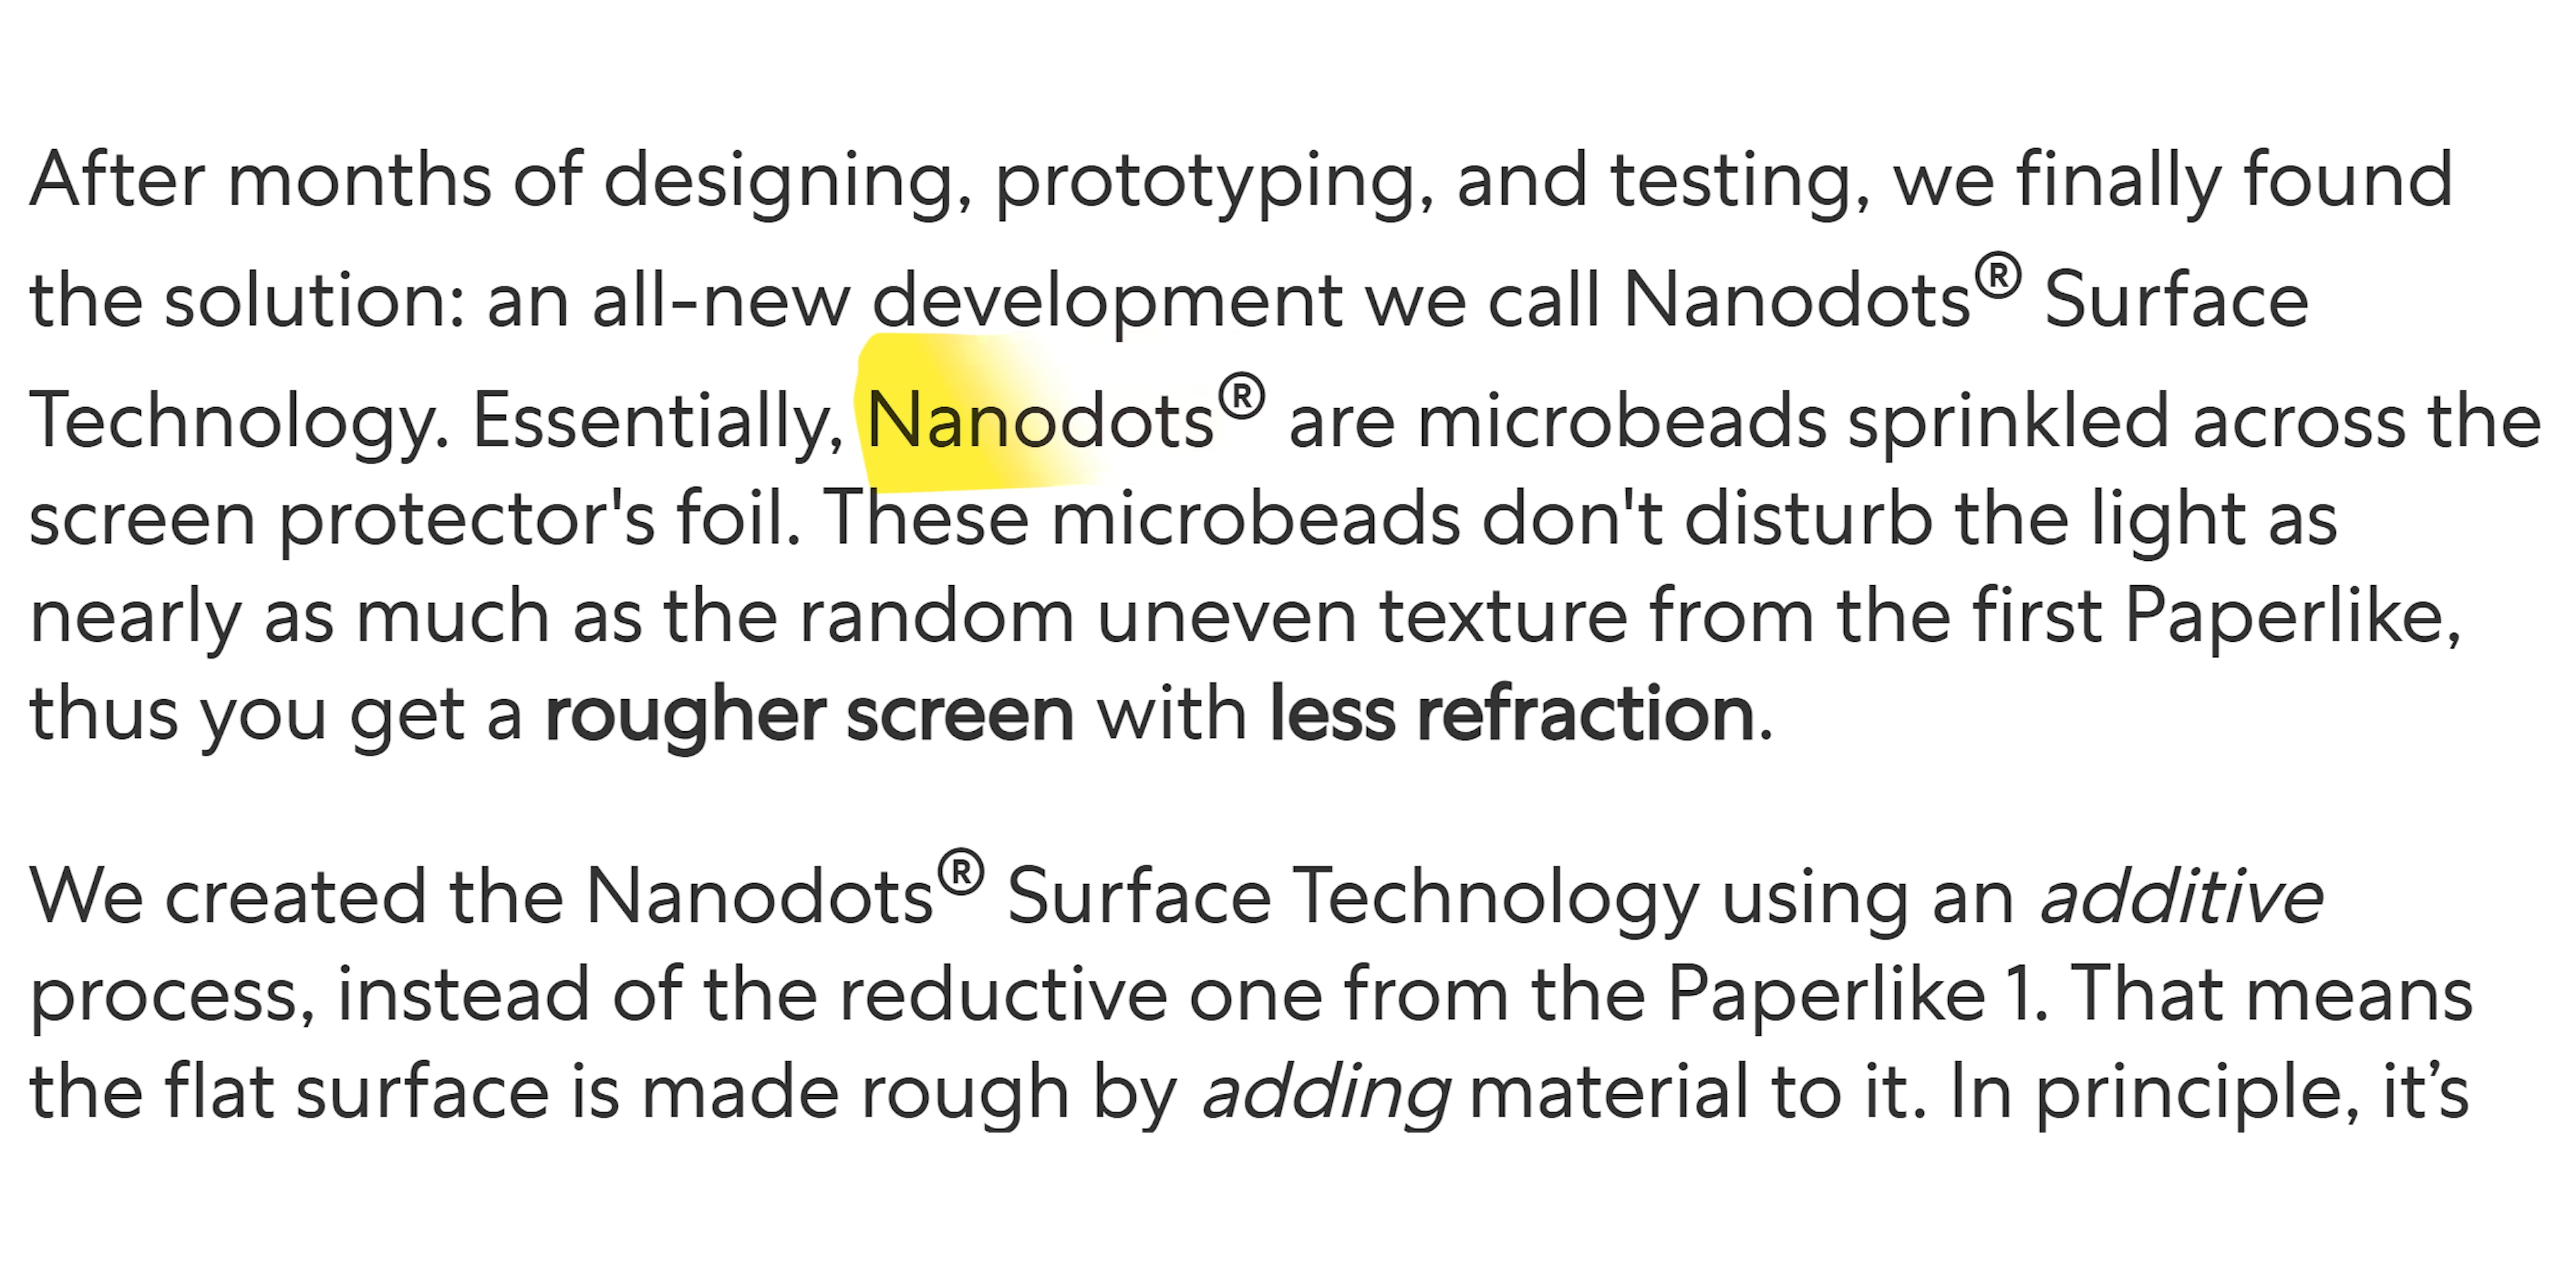 After months of designing, prototyping, and testing, we finally found
the solution: an all-new development we call Nanodots® Surface
Technology. Essentially, Nanodots® are microbeads sprinkled across the
screen protector's foil. These microbeads don't disturb the light as
nearly as much as the random uneven texture from the first Paperlike,
thus you get a rougher screen with less refraction.
We created the Nanodots® Surface Technology using an additive
process, instead of the reductive one from the Paperlike 1. That means
the flat surface is made rough by adding material to it. In principle, it’s